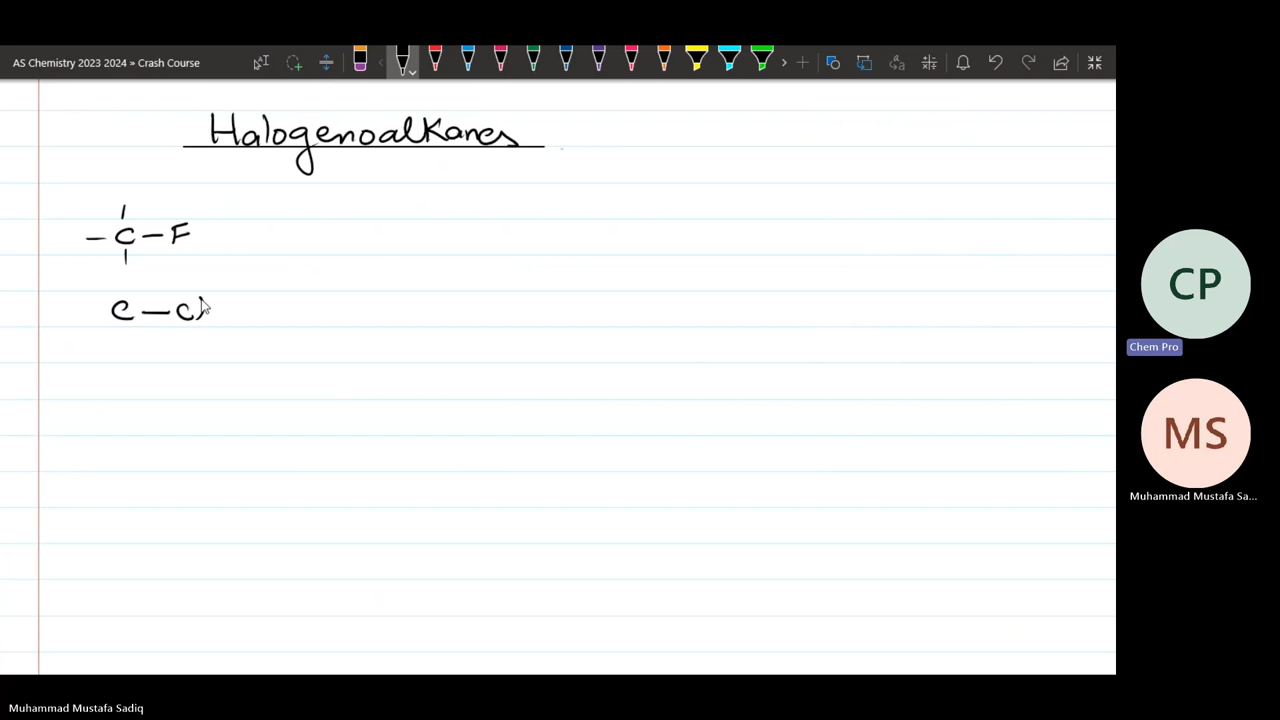 AS Chemistry 2023 2024 » Crash Course
Halogenoalkanes
– C – F
C – Cl
CP
Chem Pro
MS
Muhammad Mustafa Sa...
Muhammad Mustafa Sadiq